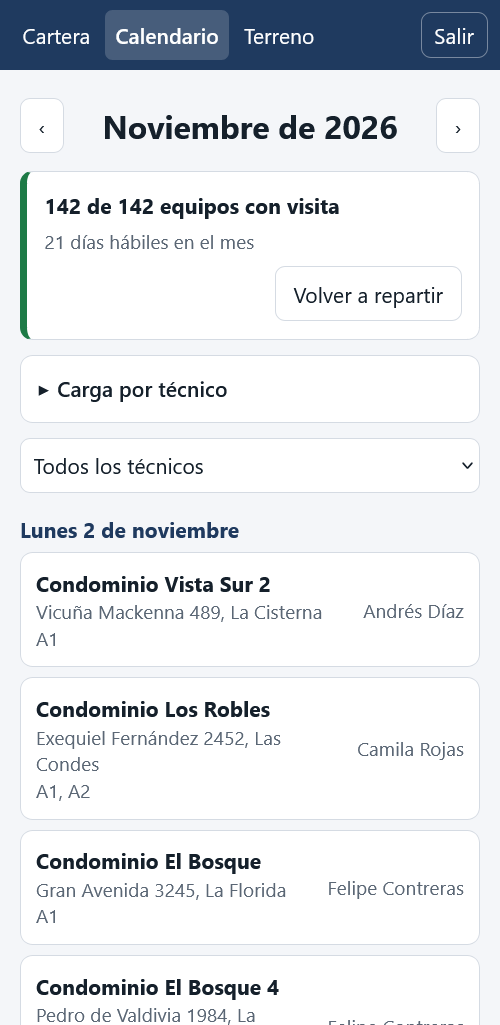 Cartera Calendario Terreno Salir
‹ Noviembre de 2026 ›
142 de 142 equipos con visita
21 días hábiles en el mes
Volver a repartir
▸ Carga por técnico
Todos los técnicos
Lunes 2 de noviembre
Condominio Vista Sur 2
Vicuña Mackenna 489, La Cisterna
A1
Andrés Díaz
Condominio Los Robles
Exequiel Fernández 2452, Las
Condes
A1, A2
Camila Rojas
Condominio El Bosque
Gran Avenida 3245, La Florida
A1
Felipe Contreras
Condominio El Bosque 4
Pedro de Valdivia 1984, La
Felipe Contreras